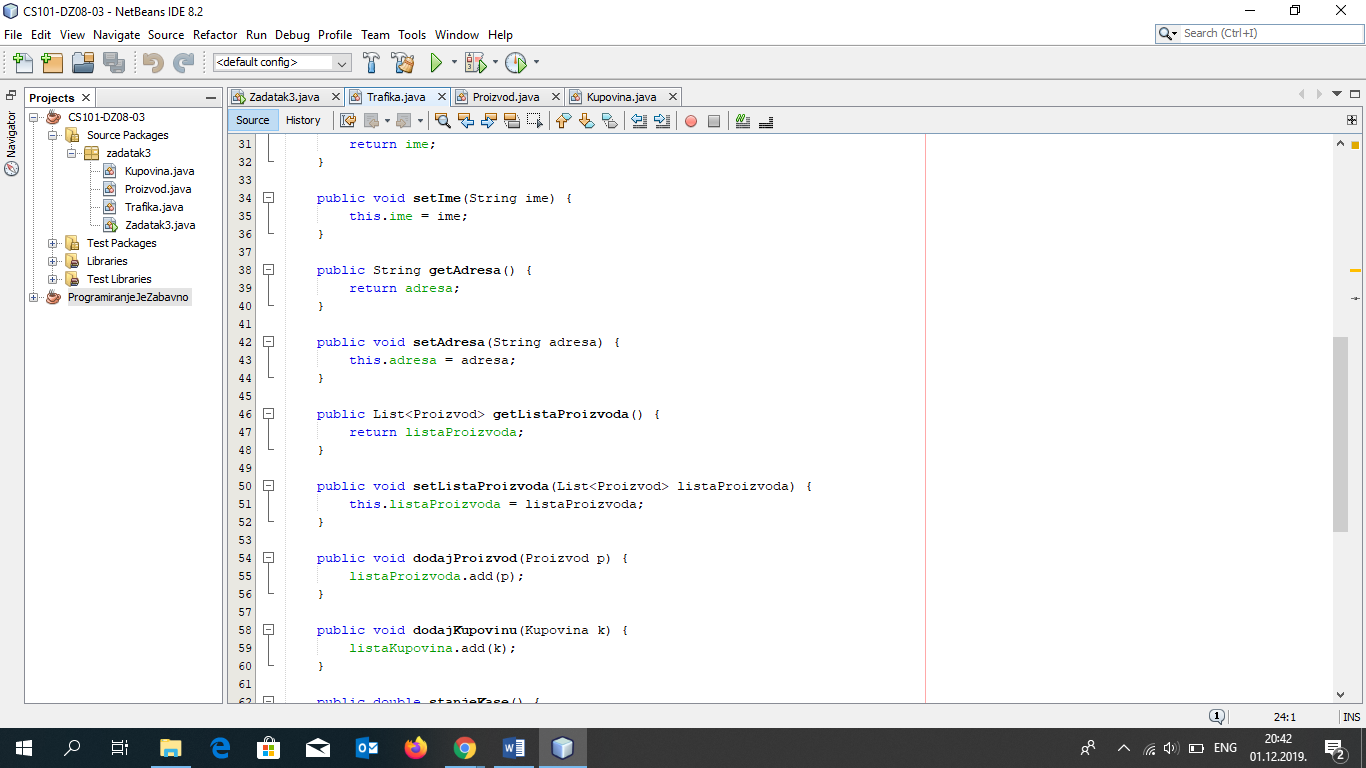 CS101-DZ08-03 - NetBeans IDE 8.2
File Edit View Navigate Source Refactor Run Debug Profile Team Tools Window Help
Search (Ctrl+I)
<default config>
Projects
Navigator
CS101-DZ08-03
Source Packages
zadatak3
Kupovina.java
Proizvod.java
Trafika.java
Zadatak3.java
Test Packages
Libraries
Test Libraries
ProgramiranjeJeZabavno
Zadatak3.java Trafika.java Proizvod.java Kupovina.java
Source History
31 return ime;
32 }
33
34 public void setIme(String ime) {
35 this.ime = ime;
36 }
37
38 public String getAdresa() {
39 return adresa;
40 }
41
42 public void setAdresa(String adresa) {
43 this.adresa = adresa;
44 }
45
46 public List<Proizvod> getListaProizvoda() {
47 return listaProizvoda;
48 }
49
50 public void setListaProizvoda(List<Proizvod> listaProizvoda) {
51 this.listaProizvoda = listaProizvoda;
52 }
53
54 public void dodajProizvod(Proizvod p) {
55 listaProizvoda.add(p);
56 }
57
58 public void dodajKupovinu(Kupovina k) {
59 listaKupovina.add(k);
60 }
61
62 public double stanjeKase() {
1 24:1 INS
ENG
20:42
01.12.2019.
2